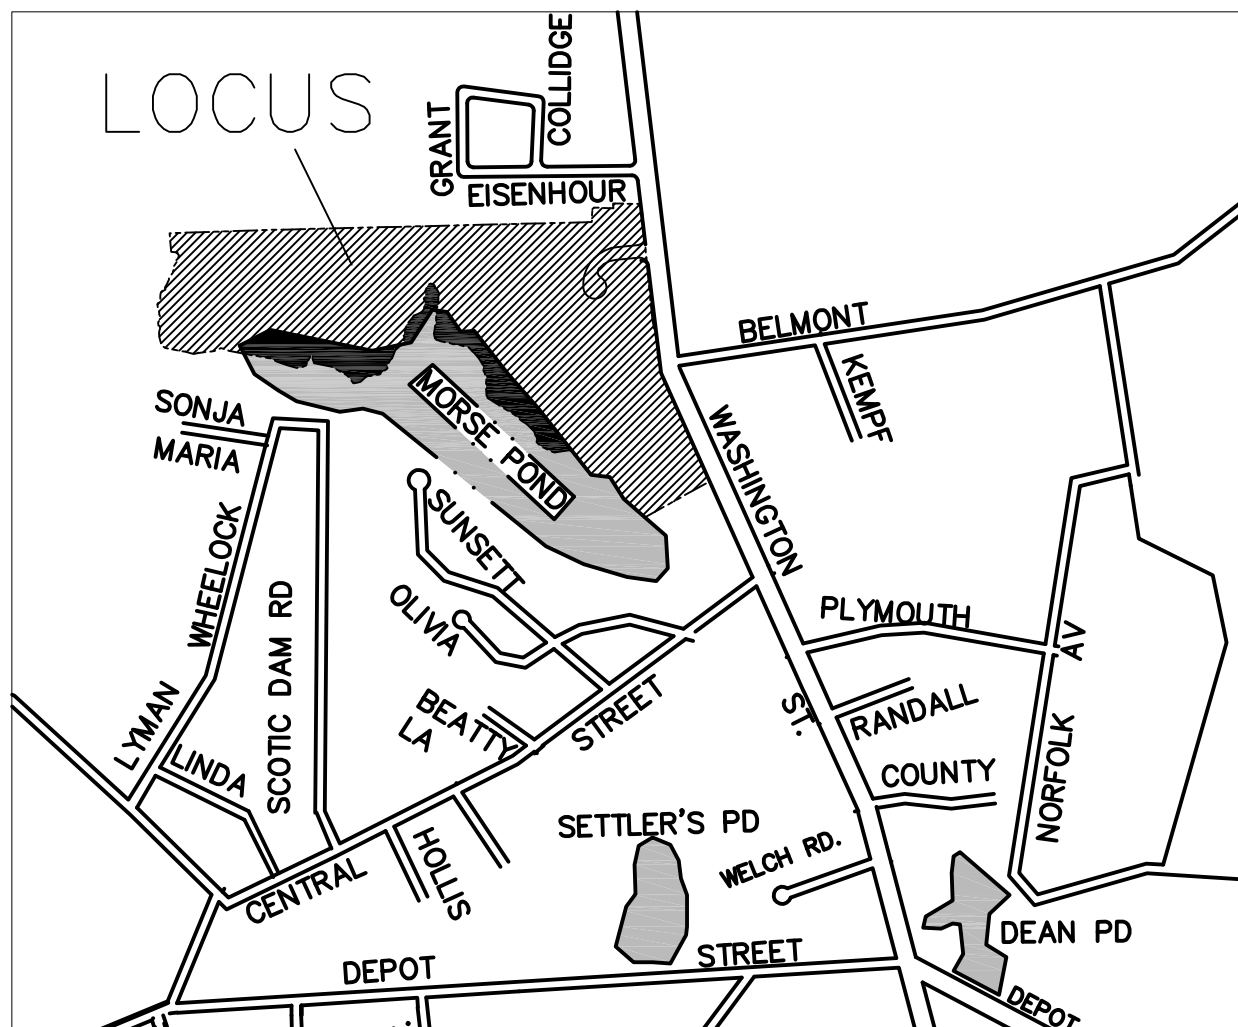 COLLIDGE
LOCUS
GRANT
EISENHOUR
BELMONT
KEMPF
SONJA
MARIA
MORSE POND
WASHINGTON
ST.
SUNSETT
WHEELOCK
OLIVIA
SCOTIC DAM RD
PLYMOUTH
AV
NORFOLK
LYMAN
LINDA
BEATTY
LA
STREET
RANDALL
COUNTY
SETTLER'S PD
HOLLIS
WELCH RD.
CENTRAL
DEAN PD
DEPOT
STREET
DEPOT